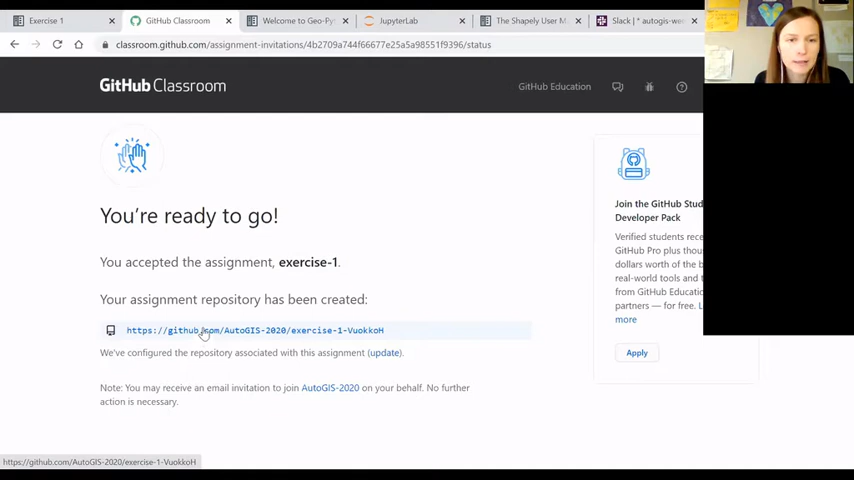 Exercise 1
GitHub Classroom
Welcome to Geo-Py
JupyterLab
The Shapely User M
Slack | * autogis-we
classroom.github.com/assignment-invitations/4b2709a744f66677e25a5a98551f9396/status
GitHub Classroom
GitHub Education
You're ready to go!
You accepted the assignment, exercise-1.
Your assignment repository has been created:
https://github.com/AutoGIS-2020/exercise-1-VuokkoH
We've configured the repository associated with this assignment (update).
Note: You may receive an email invitation to join AutoGIS-2020 on your behalf. No further
action is necessary.
Join the GitHub Stud
Developer Pack
Verified students rece
GitHub Pro plus thou
dollars worth of the b
real-world tools and t
from GitHub Educatio
partners — for free. L
more
Apply
https://github.com/AutoGIS-2020/exercise-1-VuokkoH